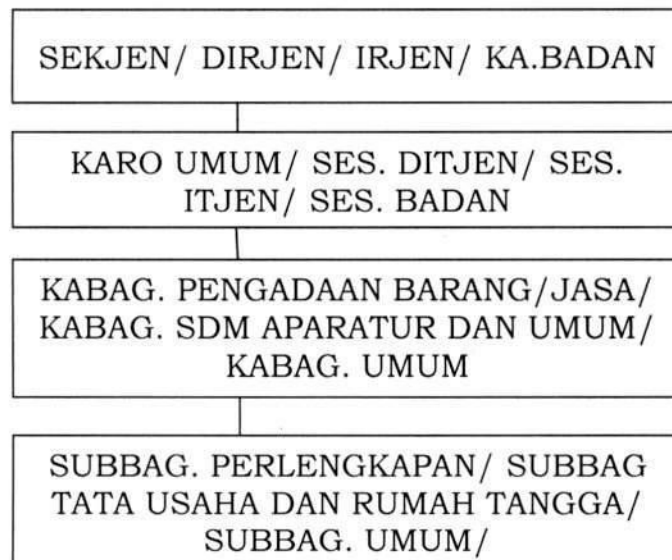 SEKJEN/ DIRJEN/ IRJEN/ KA.BADAN
KARO UMUM/ SES. DITJEN/ SES.
ITJEN/ SES. BADAN
KABAG. PENGADAAN BARANG/JASA/
KABAG. SDM APARATUR DAN UMUM/
KABAG. UMUM
SUBBAG. PERLENGKAPAN/ SUBBAG
TATA USAHA DAN RUMAH TANGGA/
SUBBAG. UMUM/